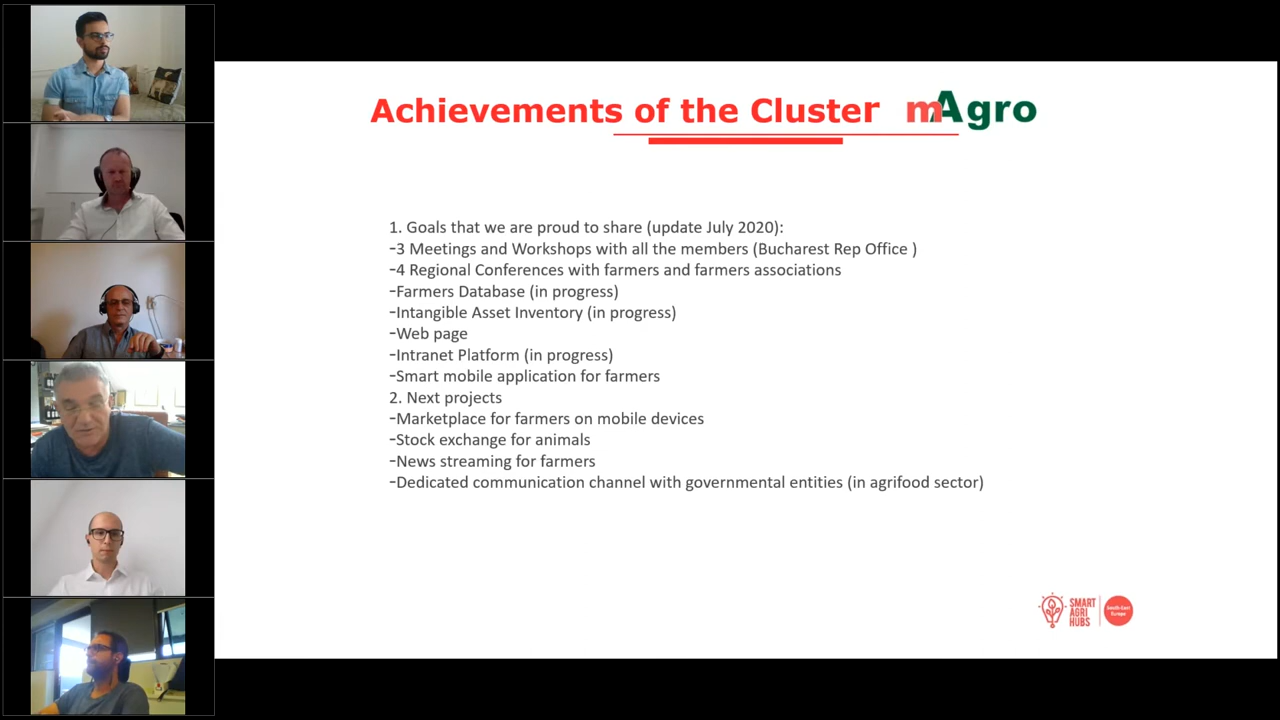 Achievements of the Cluster mAgro
1. Goals that we are proud to share (update July 2020):
-3 Meetings and Workshops with all the members (Bucharest Rep Office )
-4 Regional Conferences with farmers and farmers associations
-Farmers Database (in progress)
-Intangible Asset Inventory (in progress)
-Web page
-Intranet Platform (in progress)
-Smart mobile application for farmers
2. Next projects
-Marketplace for farmers on mobile devices
-Stock exchange for animals
-News streaming for farmers
-Dedicated communication channel with governmental entities (in agrifood sector)
SMART
AGRI
HUBS
South East
Europe